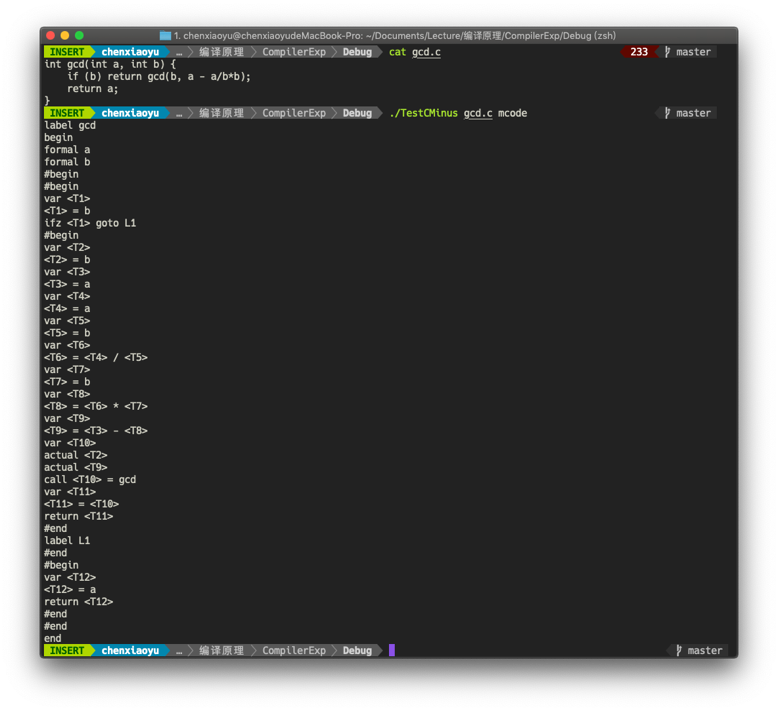 1. chenxiaoyu@chenxiaoyudeMacBook-Pro: ~/Documents/Lecture/编译原理/CompilerExp/Debug (zsh)
INSERT chenxiaoyu … 编译原理 CompilerExp Debug cat gcd.c 233 master
int gcd(int a, int b) {
    if (b) return gcd(b, a - a/b*b);
    return a;
}
INSERT chenxiaoyu … 编译原理 CompilerExp Debug ./TestCMinus gcd.c mcode master
label gcd
begin
formal a
formal b
#begin
#begin
var <T1>
<T1> = b
ifz <T1> goto L1
#begin
var <T2>
<T2> = b
var <T3>
<T3> = a
var <T4>
<T4> = a
var <T5>
<T5> = b
var <T6>
<T6> = <T4> / <T5>
var <T7>
<T7> = b
var <T8>
<T8> = <T6> * <T7>
var <T9>
<T9> = <T3> - <T8>
var <T10>
actual <T2>
actual <T9>
call <T10> = gcd
var <T11>
<T11> = <T10>
return <T11>
#end
label L1
#end
#begin
var <T12>
<T12> = a
return <T12>
#end
#end
end
INSERT chenxiaoyu … 编译原理 CompilerExp Debug master